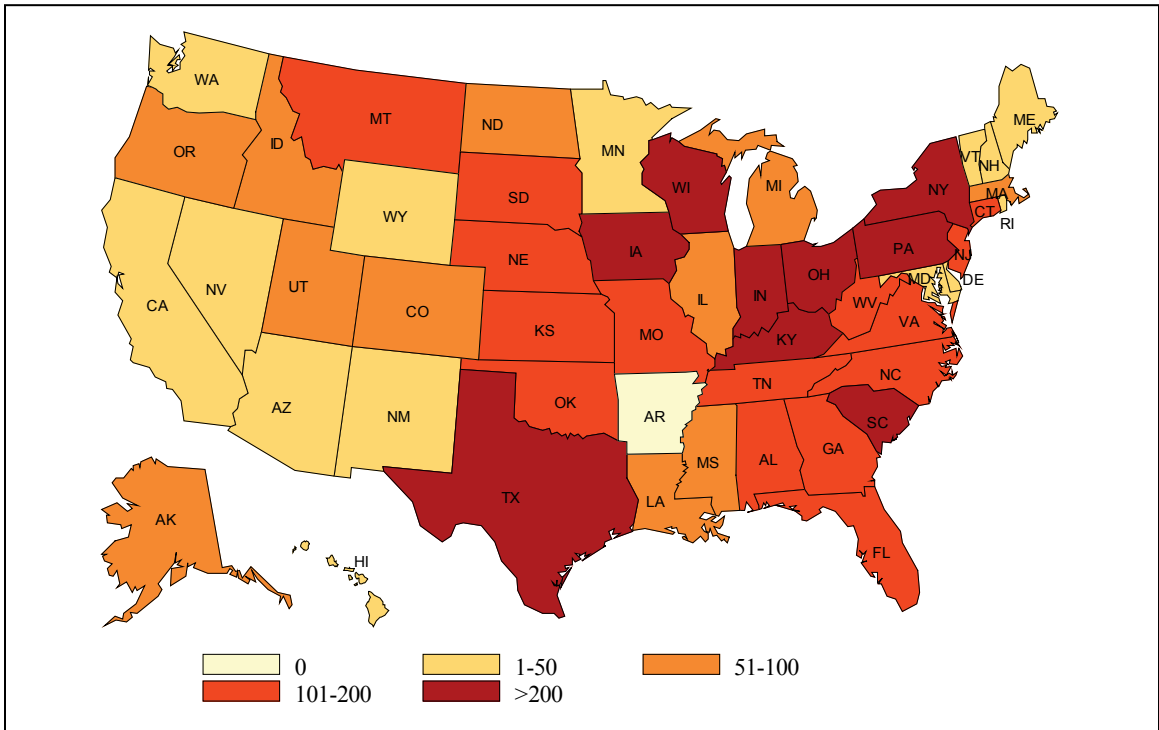 WA
MT
ND
ME
OR
ID
MN
VT
NH
WI
MI
NY
MA
SD
WY
CT
RI
IA
PA
NE
OH
NJ
NV
UT
IL
IN
MD
DE
CA
CO
WV
VA
KS
MO
KY
NC
TN
OK
AZ
NM
AR
SC
GA
MS
AL
TX
LA
AK
FL
HI
0 1-50 51-100
101-200 >200